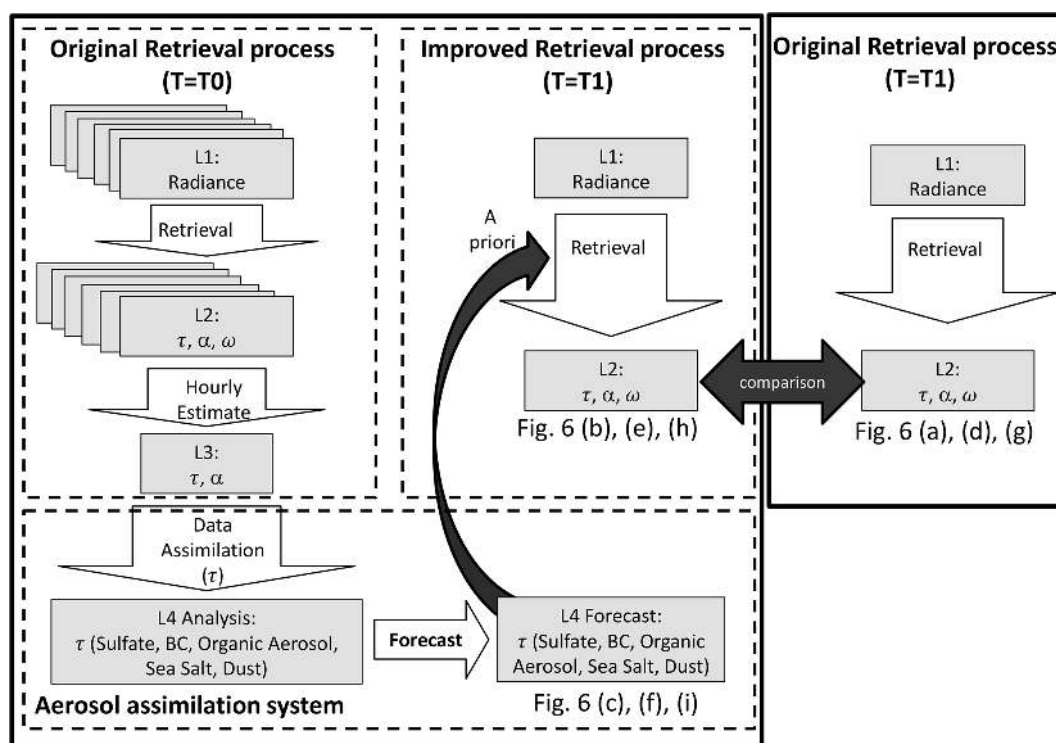 Original Retrieval process
(T=T0)
L1:
Radiance
Retrieval
L2:
τ, α, ω
Hourly
Estimate
L3:
τ, α
Data
Assimilation
(τ)
L4 Analysis:
τ (Sulfate, BC, Organic Aerosol,
Sea Salt, Dust)
Aerosol assimilation system
Forecast
L4 Forecast:
τ (Sulfate, BC, Organic
Aerosol, Sea Salt, Dust)
Fig. 6 (c), (f), (i)
Improved Retrieval process
(T=T1)
L1:
Radiance
A
priori
Retrieval
L2:
τ, α, ω
Fig. 6 (b), (e), (h)
comparison
Original Retrieval process
(T=T1)
L1:
Radiance
Retrieval
L2:
τ, α, ω
Fig. 6 (a), (d), (g)